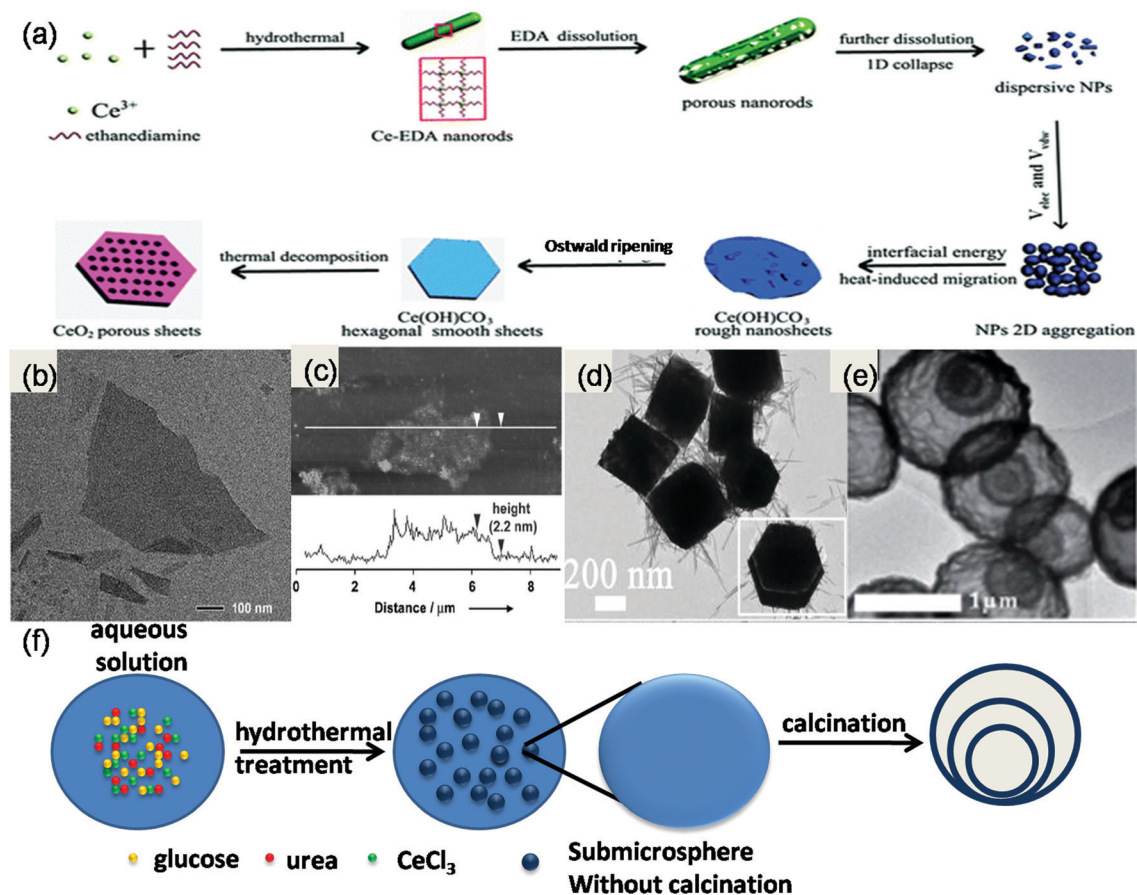 (a)
hydrothermal
EDA dissolution
further dissolution
1D collapse
Ce³⁺
ethanediamine
Ce-EDA nanorods
porous nanorods
dispersive NPs
V_elec and V_vdw
interfacial energy
heat-induced migration
NPs 2D aggregation
Ostwald ripening
Ce(OH)CO₃
rough nanosheets
thermal decomposition
Ce(OH)CO₃
hexagonal smooth sheets
CeO₂ porous sheets
(b)
100 nm
(c)
height
(2.2 nm)
0 2 4 6 8
Distance / µm
(d)
200 nm
(e)
1µm
(f)
aqueous
solution
hydrothermal
treatment
calcination
glucose urea CeCl₃
Submicrosphere
Without calcination